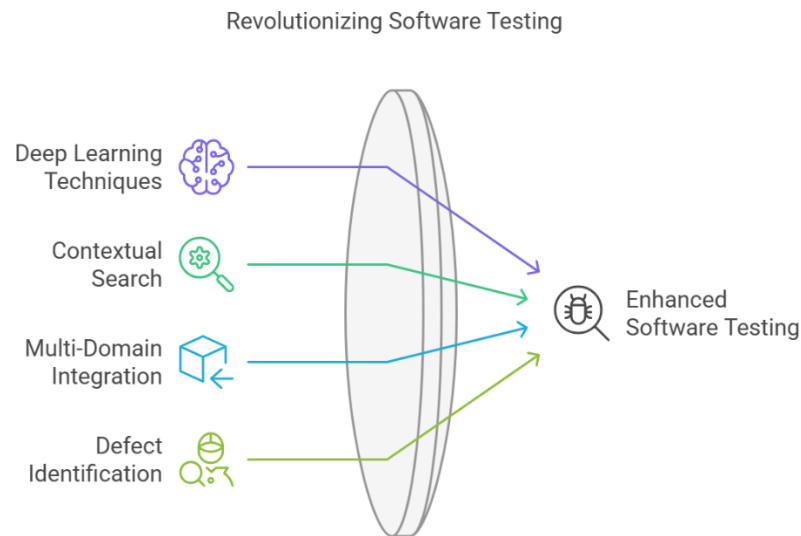 Revolutionizing Software Testing
Deep Learning
Techniques
Contextual
Search
Multi-Domain
Integration
Defect
Identification
Enhanced
Software Testing